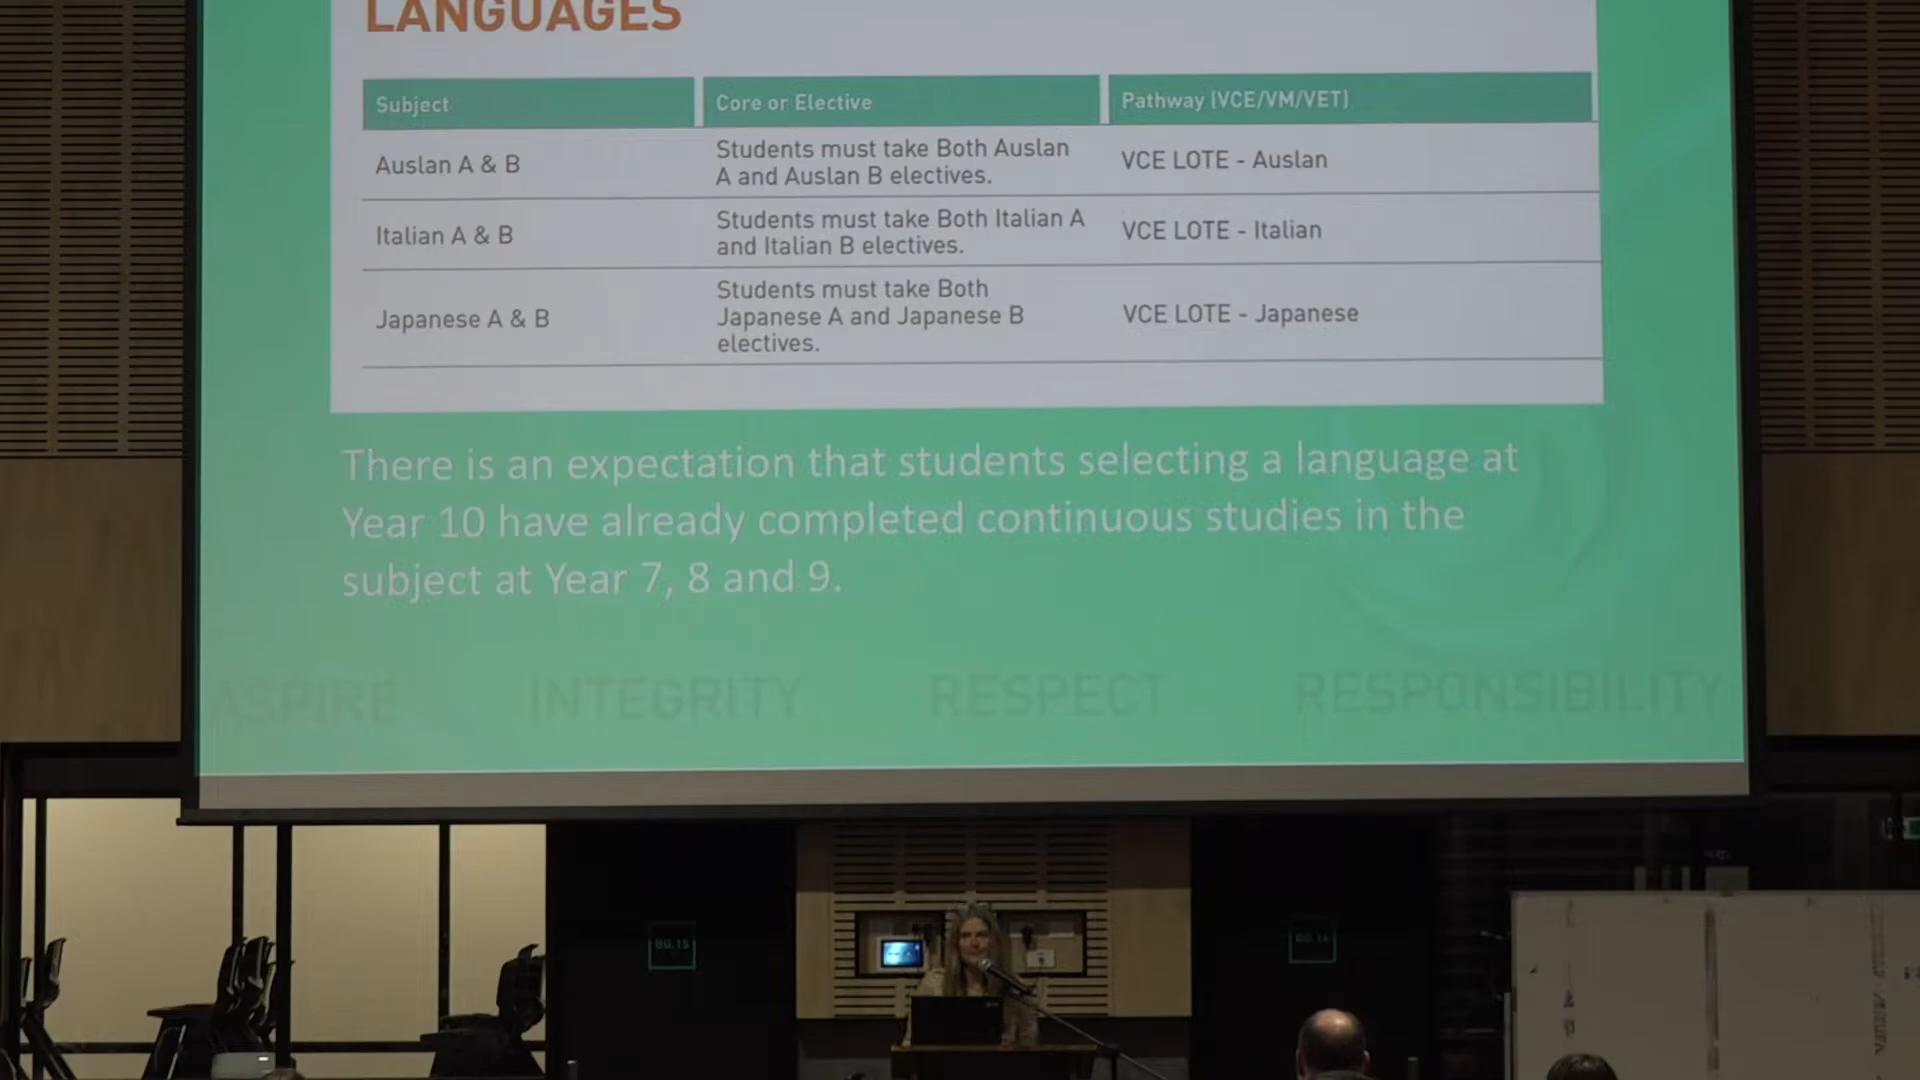 LANGUAGES
Subject
Core or Elective
Pathway (VCE/VM/VET)
Auslan A & B
Students must take Both Auslan
A and Auslan B electives.
VCE LOTE - Auslan
Italian A & B
Students must take Both Italian A
and Italian B electives.
VCE LOTE - Italian
Japanese A & B
Students must take Both
Japanese A and Japanese B
electives.
VCE LOTE - Japanese
There is an expectation that students selecting a language at
Year 10 have already completed continuous studies in the
subject at Year 7, 8 and 9.
ASPIRE INTEGRITY RESPECT RESPONSIBILITY